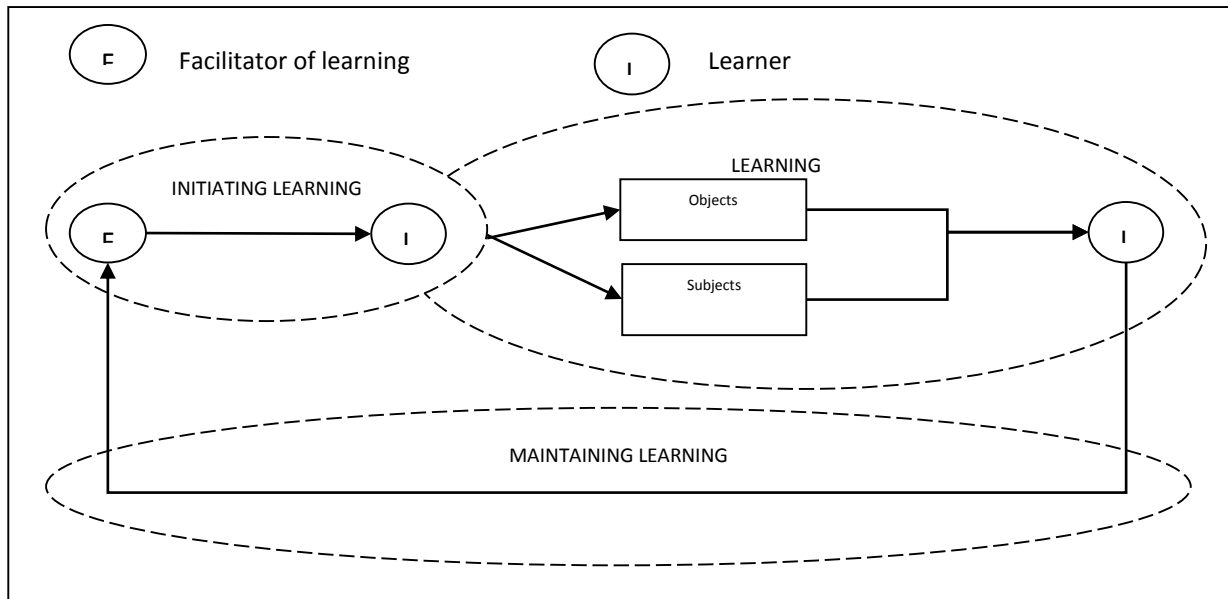 Facilitator of learning
Learner
LEARNING
INITIATING LEARNING
Objects
Subjects
MAINTAINING LEARNING